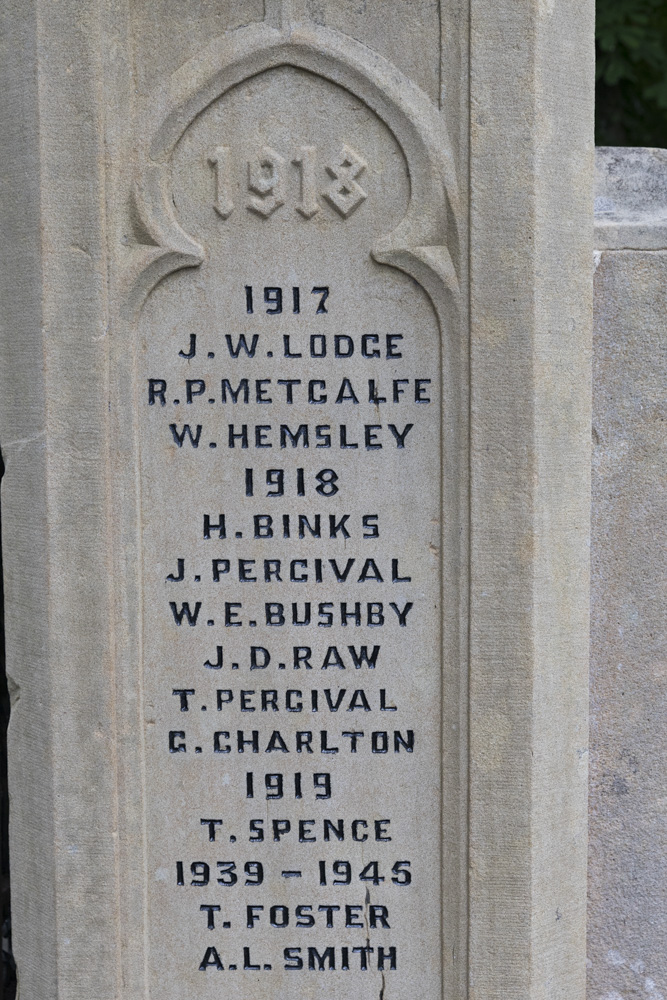 1918
1917
J. W. LODGE
R. P. METCALFE
W. HEMSLEY
1918
H. BINKS
J. PERCIVAL
W. E. BUSHBY
J. D. RAW
T. PERCIVAL
G. CHARLTON
1919
T. SPENCE
1939 - 1945
T. FOSTER
A. L. SMITH